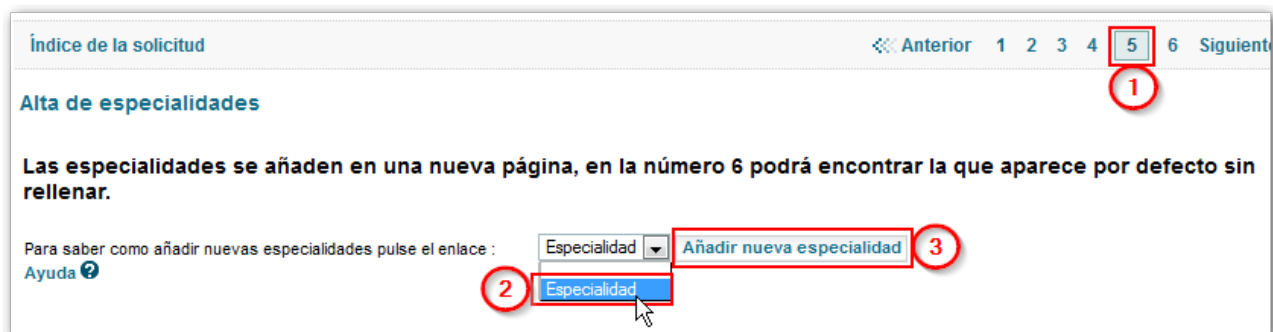 Índice de la solicitud Anterior 1 2 3 4 5 6 Siguiente
1
Alta de especialidades
Las especialidades se añaden en una nueva página, en la número 6 podrá encontrar la que aparece por defecto sin
rellenar.
Para saber como añadir nuevas especialidades pulse el enlace : Especialidad Añadir nueva especialidad 3
Ayuda ?
2 Especialidad